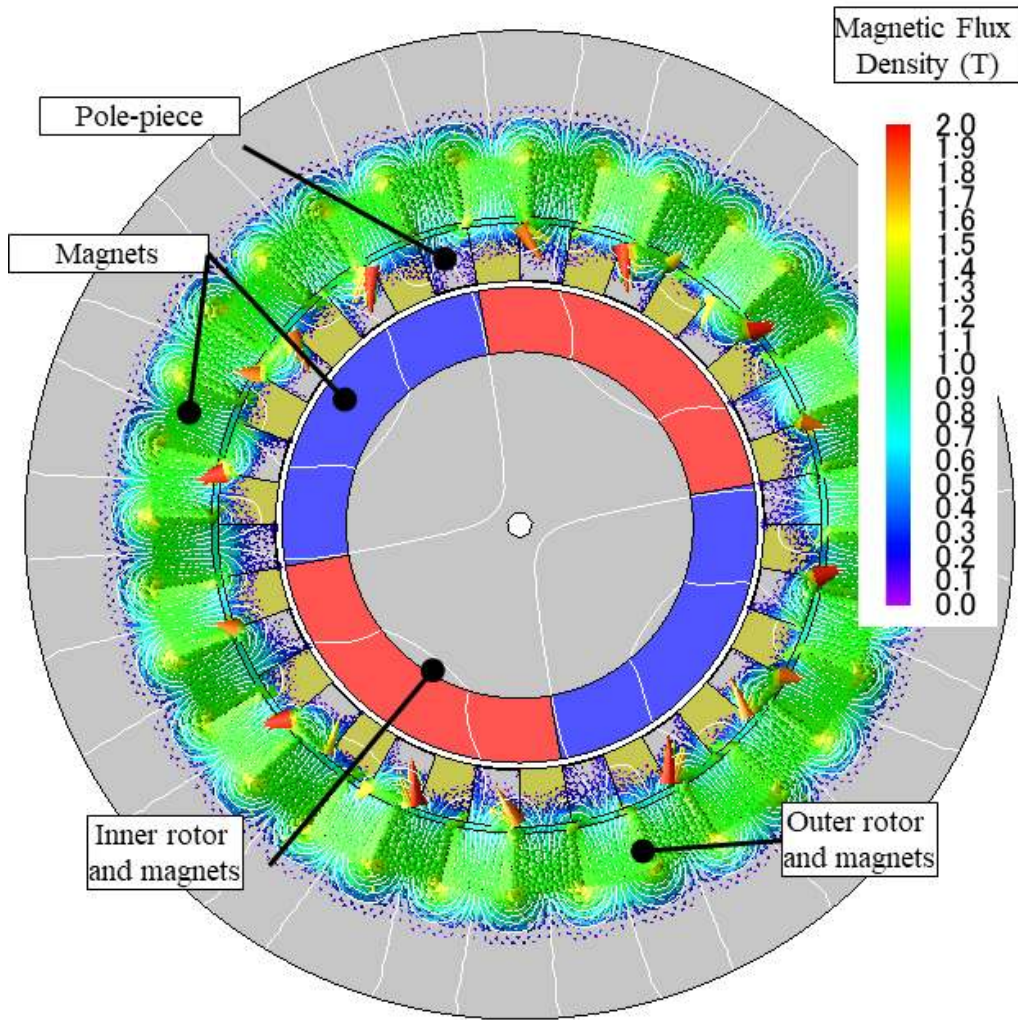 Magnetic Flux
Density (T)
Pole-piece
Magnets
2.0
1.9
1.8
1.7
1.6
1.5
1.4
1.3
1.2
1.1
1.0
0.9
0.8
0.7
0.6
0.5
0.4
0.3
0.2
0.1
0.0
Inner rotor
and magnets
Outer rotor
and magnets